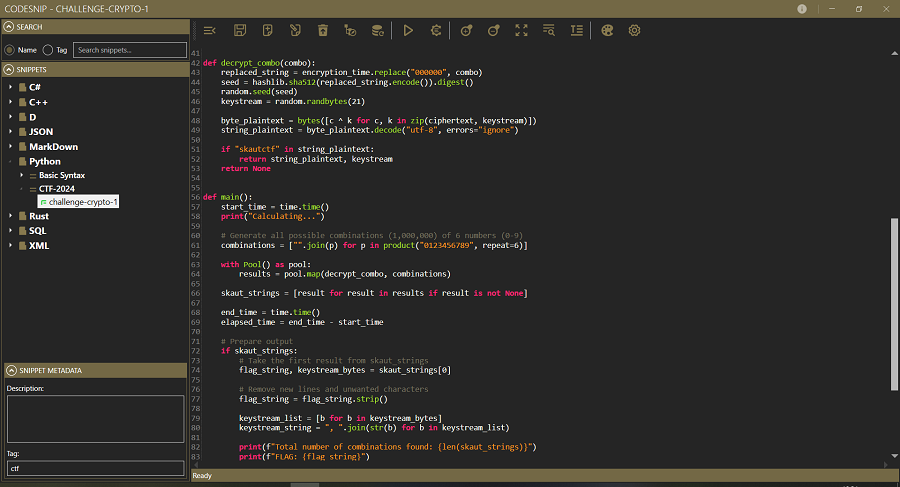 CODESNIP - CHALLENGE-CRYPTO-1
SEARCH
Name
Tag
Search snippets...
SNIPPETS
C#
C++
D
JSON
MarkDown
Python
Basic Syntax
CTF-2024
challenge-crypto-1
Rust
SQL
XML
SNIPPET METADATA
Description:
Tag:
ctf
41
42 def decrypt_combo(combo):
43 replaced_string = encryption_time.replace("000000", combo)
44 seed = hashlib.sha512(replaced_string.encode()).digest()
45 random.seed(seed)
46 keystream = random.randbytes(21)
47
48 byte_plaintext = bytes([c ^ k for c, k in zip(ciphertext, keystream)])
49 string_plaintext = byte_plaintext.decode("utf-8", errors="ignore")
50
51 if "skautctf" in string_plaintext:
52 return string_plaintext, keystream
53 return None
54
55
56 def main():
57 start_time = time.time()
58 print("Calculating...")
59
60 # Generate all possible combinations (1,000,000) of 6 numbers (0-9)
61 combinations = ["".join(p) for p in product("0123456789", repeat=6)]
62
63 with Pool() as pool:
64 results = pool.map(decrypt_combo, combinations)
65
66 skaut_strings = [result for result in results if result is not None]
67
68 end_time = time.time()
69 elapsed_time = end_time - start_time
70
71 # Prepare output
72 if skaut_strings:
73 # Take the first result from skaut_strings
74 flag_string, keystream_bytes = skaut_strings[0]
75
76 # Remove new lines and unwanted characters
77 flag_string = flag_string.strip()
78
79 keystream_list = [b for b in keystream_bytes]
80 keystream_string = ", ".join(str(b) for b in keystream_list)
81
82 print(f"Total number of combinations found: {len(skaut_strings)}")
83 print(f"FLAG: {flag_string}")
Ready